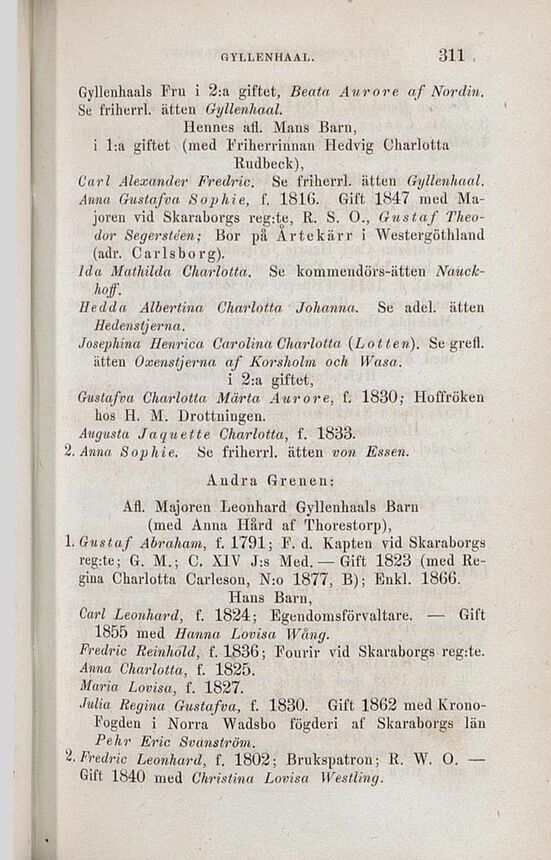 GYLLENHAAL. 311
Gyllenhaals Fru i 2:a giftet, Beata Aurore af Nordin.
Se friherrl. ätten Gyllenhaal.
Hennes afl. Mans Barn,
i 1:a giftet (med Friherrinnan Hedvig Charlotta
Rudbeck),
Carl Alexander Fredric. Se friherrl. ätten Gyllenhaal.
Anna Gustafva Sophie, f. 1816. Gift 1847 med Ma-
joren vid Skaraborgs reg:te, R. S. O., Gustaf Theo-
dor Segersteen; Bor på Årtekärr i Westergöthland
(adr. Carlsborg).
Ida Mathilda Charlotta. Se kommendörs-ätten Nauck-
hoff.
Hedda Albertina Charlotta Johanna. Se adel. ätten
Hedenstjerna.
Josephina Henrica Carolina Charlotta (Lotten). Se grefl.
ätten Oxenstjerna af Korsholm och Wasa.
i 2:a giftet,
Gustafva Charlotta Märta Aurore, f. 1830; Hoffröken
hos H. M. Drottningen.
Augusta Jaquette Charlotta, f. 1833.
2. Anna Sophie. Se friherrl. ätten von Essen.
Andra Grenen:
Afl. Majoren Leonhard Gyllenhaals Barn
(med Anna Hård af Thorestorp),
1. Gustaf Abraham, f. 1791; F. d. Kapten vid Skaraborgs
reg:te; G. M.; C. XIV J:s Med. — Gift 1823 (med Re-
gina Charlotta Carleson, N:o 1877, B); Enkl. 1866.
Hans Barn,
Carl Leonhard, f. 1824; Egendomsförvaltare. — Gift
1855 med Hanna Lovisa Wång.
Fredric Reinhold, f. 1836; Fourir vid Skaraborgs reg:te.
Anna Charlotta, f. 1825.
Maria Lovisa, f. 1827.
Julia Regina Gustafva, f. 1830. Gift 1862 med Krono-
Fogden i Norra Wadsbo fögderi af Skaraborgs län
Pehr Eric Svanström.
2. Fredric Leonhard, f. 1802; Brukspatron; R. W. O. —
Gift 1840 med Christina Lovisa Westling.